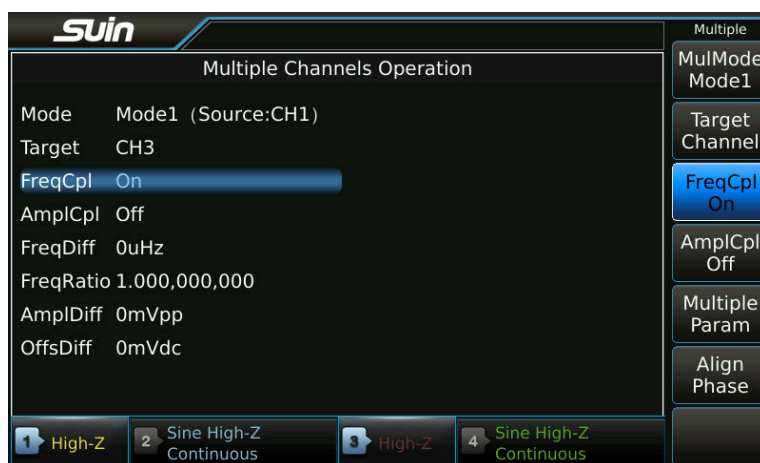 suin
Multiple
Multiple Channels Operation
Mode Mode1（Source:CH1）
Target CH3
FreqCpl On
AmplCpl Off
FreqDiff 0uHz
FreqRatio 1.000,000,000
AmplDiff 0mVpp
OffsDiff 0mVdc
MulMode
Mode1
Target
Channel
FreqCpl
On
AmplCpl
Off
Multiple
Param
Align
Phase
1 High-Z
2 Sine High-Z
Continuous
3 High-Z
4 Sine High-Z
Continuous